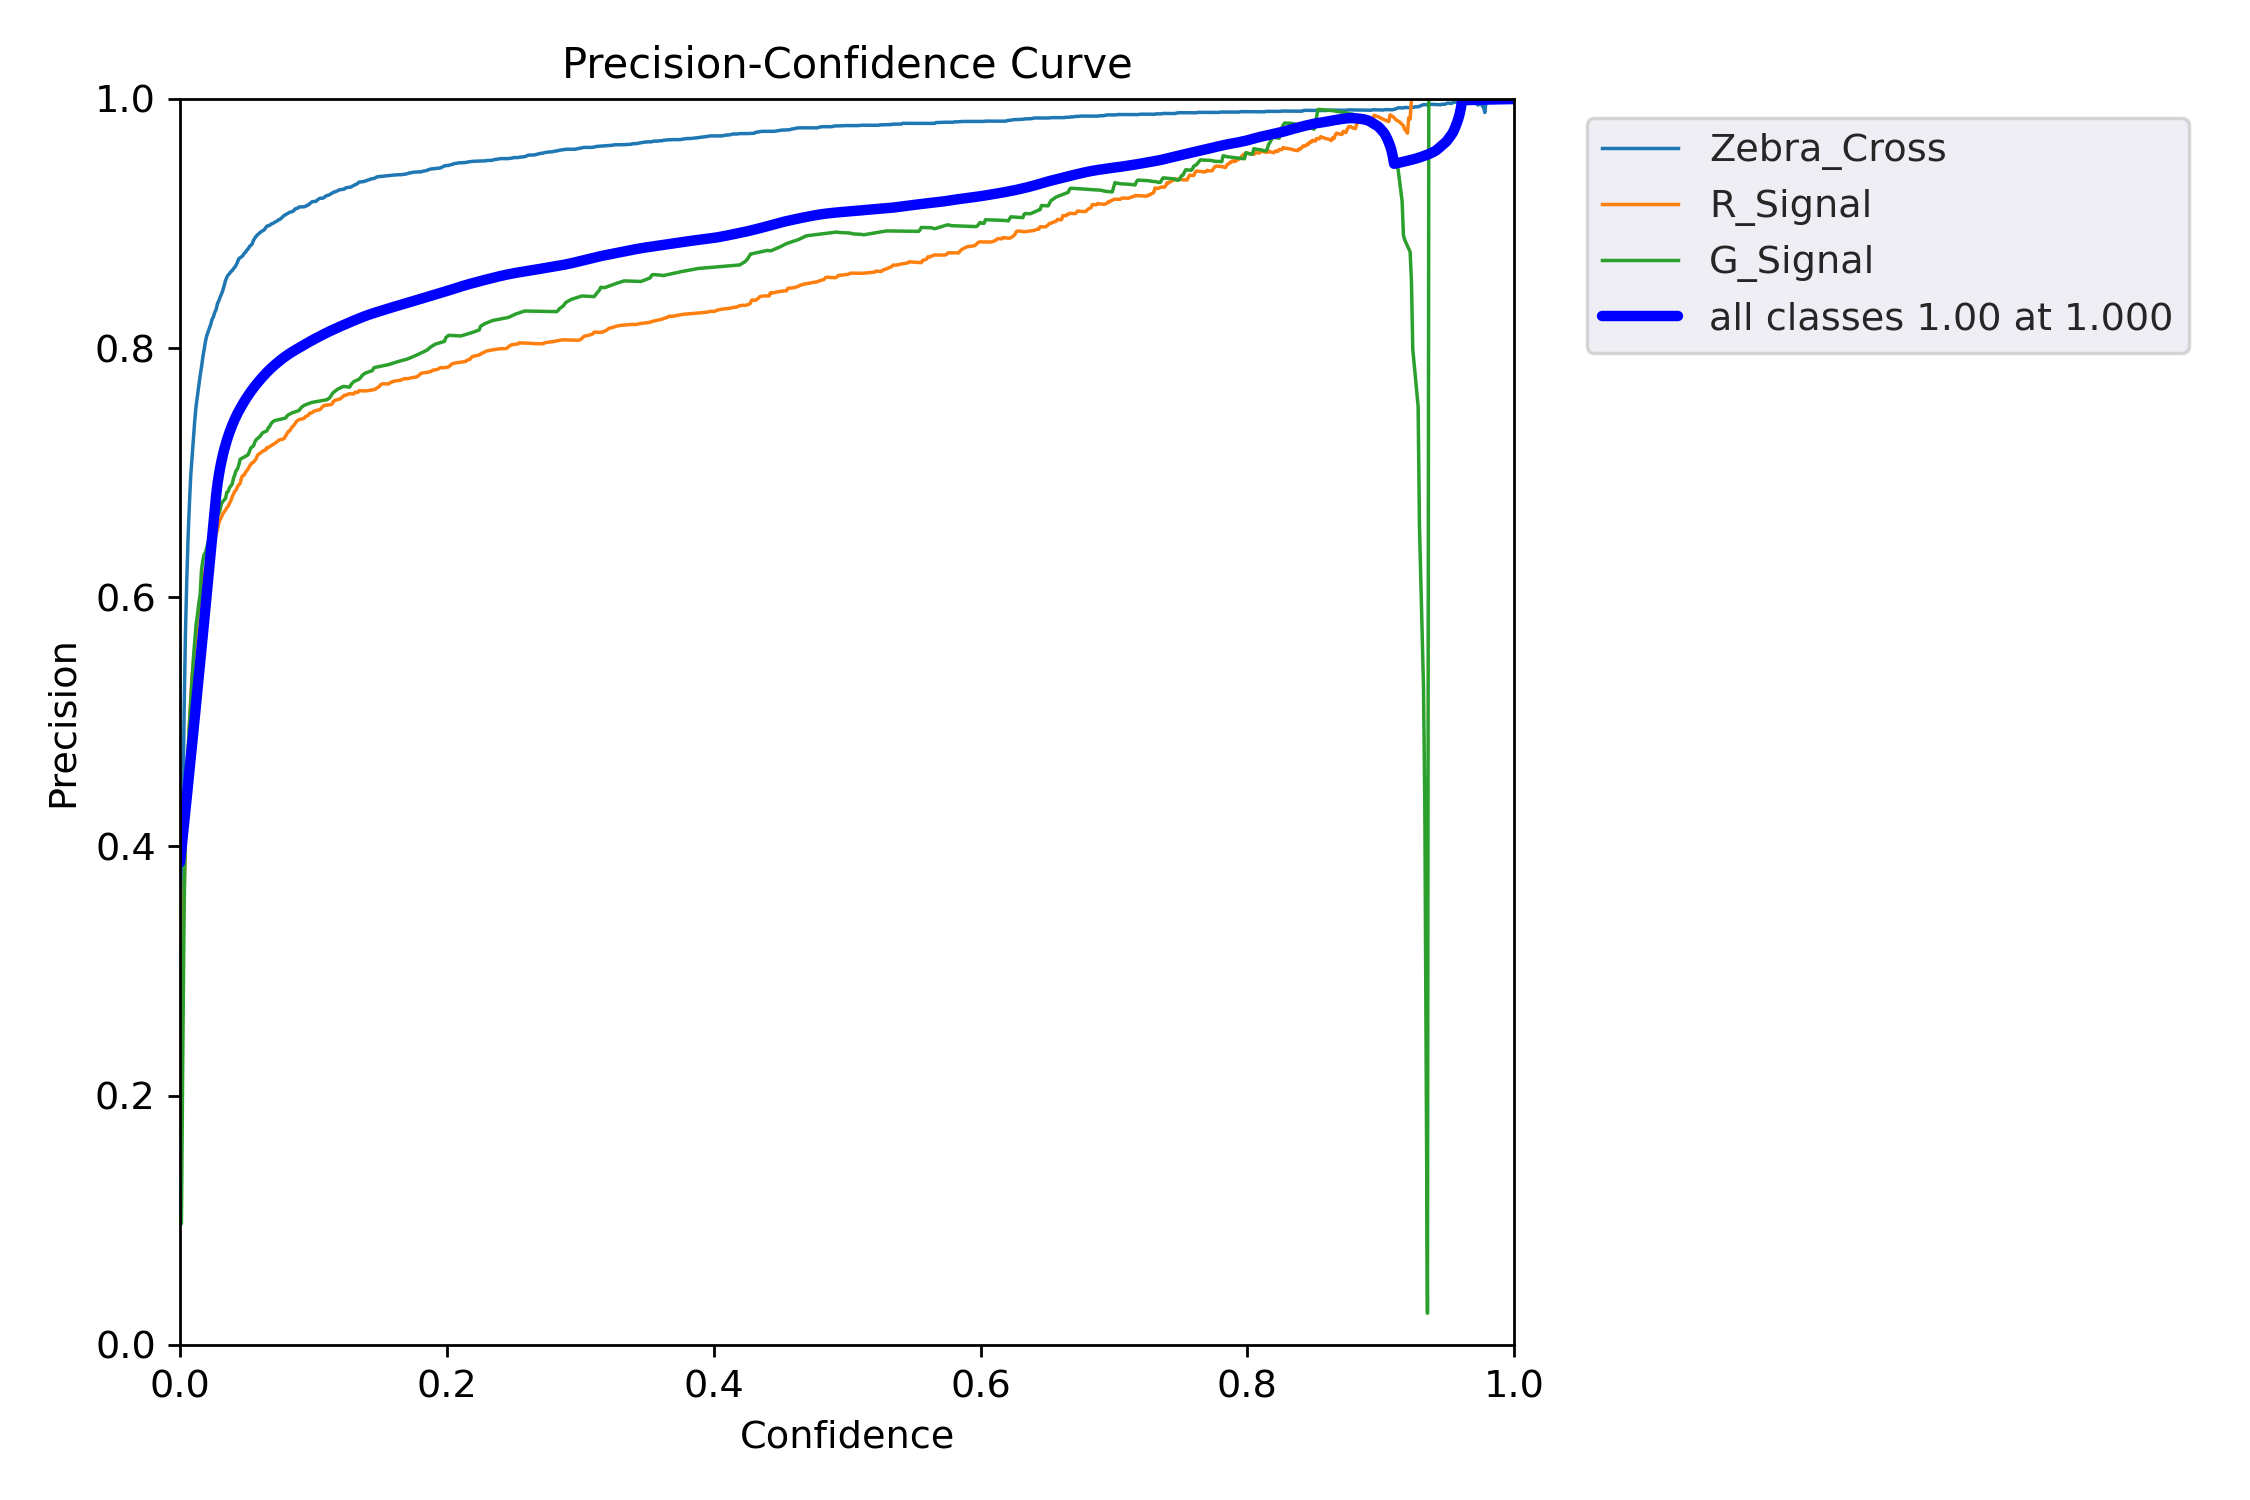 Precision-Confidence Curve
1.0
0.8
0.6
0.4
0.2
0.0
Precision
0.0 0.2 0.4 0.6 0.8 1.0
Confidence
Zebra_Cross
R_Signal
G_Signal
all classes 1.00 at 1.000